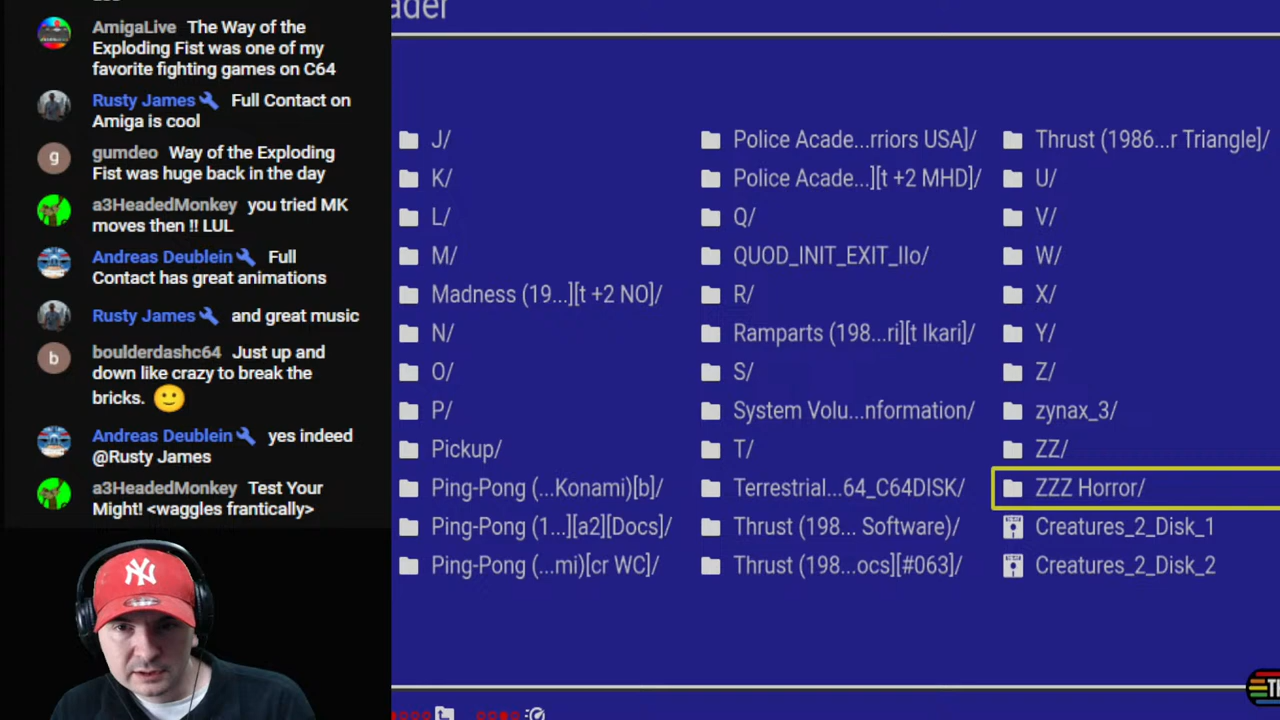 AmigaLive The Way of the
Exploding Fist was one of my
favorite fighting games on C64
Rusty James Full Contact on
Amiga is cool
gumdeo Way of the Exploding
Fist was huge back in the day
a3HeadedMonkey you tried MK
moves then !! LUL
Andreas Deublein Full
Contact has great animations
Rusty James and great music
boulderdashc64 Just up and
down like crazy to break the
bricks. 🙂
Andreas Deublein yes indeed
@Rusty James
a3HeadedMonkey Test Your
Might! <waggles frantically>
ader
J/
K/
L/
M/
Madness (19...][t +2 NO]/
N/
O/
P/
Pickup/
Ping-Pong (...Konami)[b]/
Ping-Pong (1...][a2][Docs]/
Ping-Pong (...mi)[cr WC]/
Police Acade...rriors USA]/
Police Acade...][t +2 MHD]/
Q/
QUOD_INIT_EXIT_IIo/
R/
Ramparts (198...ri][t Ikari]/
S/
System Volu...nformation/
T/
Terrestrial...64_C64DISK/
Thrust (198... Software)/
Thrust (198...ocs][#063]/
Thrust (1986...r Triangle]/
U/
V/
W/
X/
Y/
Z/
zynax_3/
ZZ/
ZZZ Horror/
Creatures_2_Disk_1
Creatures_2_Disk_2